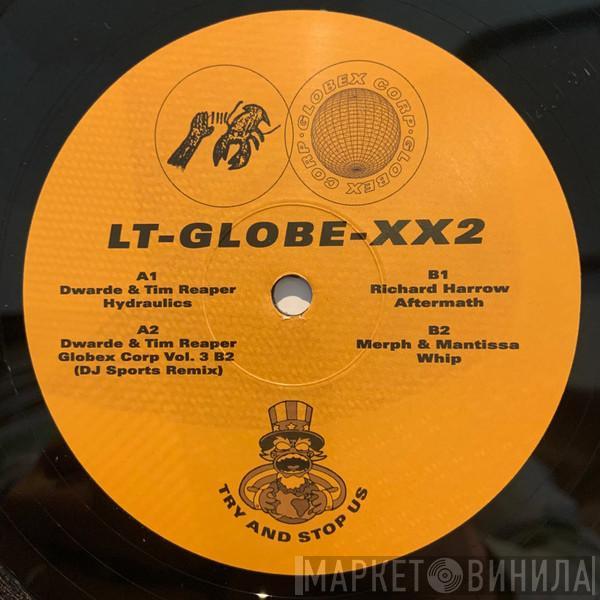 GLOBEX CORP · GLOBEX CORP ·
LT-GLOBE-XX2
A1
Dwarde & Tim Reaper
Hydraulics
A2
Dwarde & Tim Reaper
Globex Corp Vol. 3 B2
(DJ Sports Remix)
B1
Richard Harrow
Aftermath
B2
Merph & Mantissa
Whip
TRY AND STOP US
МАРКЕТ ВИНИЛА